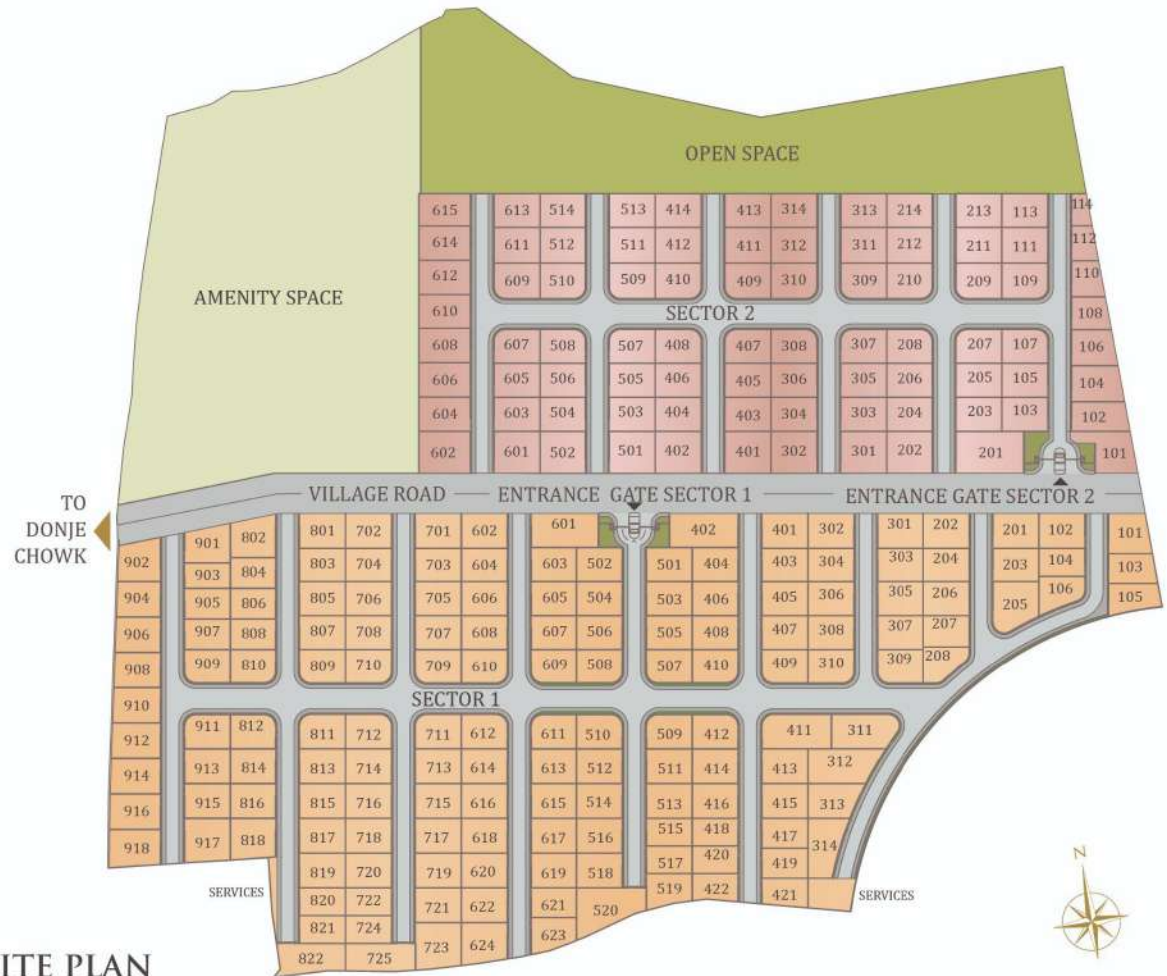 OPEN SPACE
AMENITY SPACE
615 613 514 513 414 413 314 313 214 213 113 114
614 611 512 511 412 411 312 311 212 211 111 112
612 609 510 509 410 409 310 309 210 209 109 110
610 108
SECTOR 2
608 607 508 507 408 407 308 307 208 207 107 106
606 605 506 505 406 405 306 305 206 205 105 104
604 603 504 503 404 403 304 303 204 203 103 102
602 601 502 501 402 401 302 301 202 201 101
TO
DONJE
CHOWK
VILLAGE ROAD ENTRANCE GATE SECTOR 1 ENTRANCE GATE SECTOR 2
902 901 802 801 702 701 602 601 402 401 302 301 202 201 102 101
904 903 804 803 704 703 604 603 502 501 404 403 304 303 204 203 104 103
906 905 806 805 706 705 606 605 504 503 406 405 306 305 206 205 106 105
908 907 808 807 708 707 608 607 506 505 408 407 308 307 207
910 909 810 809 710 709 610 609 508 507 410 409 310 309 208
SECTOR 1
912 911 812 811 712 711 612 611 510 509 412 411 311
914 913 814 813 714 713 614 613 512 511 414 413 312
916 915 816 815 716 715 616 615 514 513 416 415 313
918 917 818 817 718 717 618 617 516 515 418 417 314
819 720 719 620 619 518 517 420 419
SERVICES 820 722 721 622 621 520 519 422 421 SERVICES
821 724 723 624 623
822 725
N
ITE PLAN